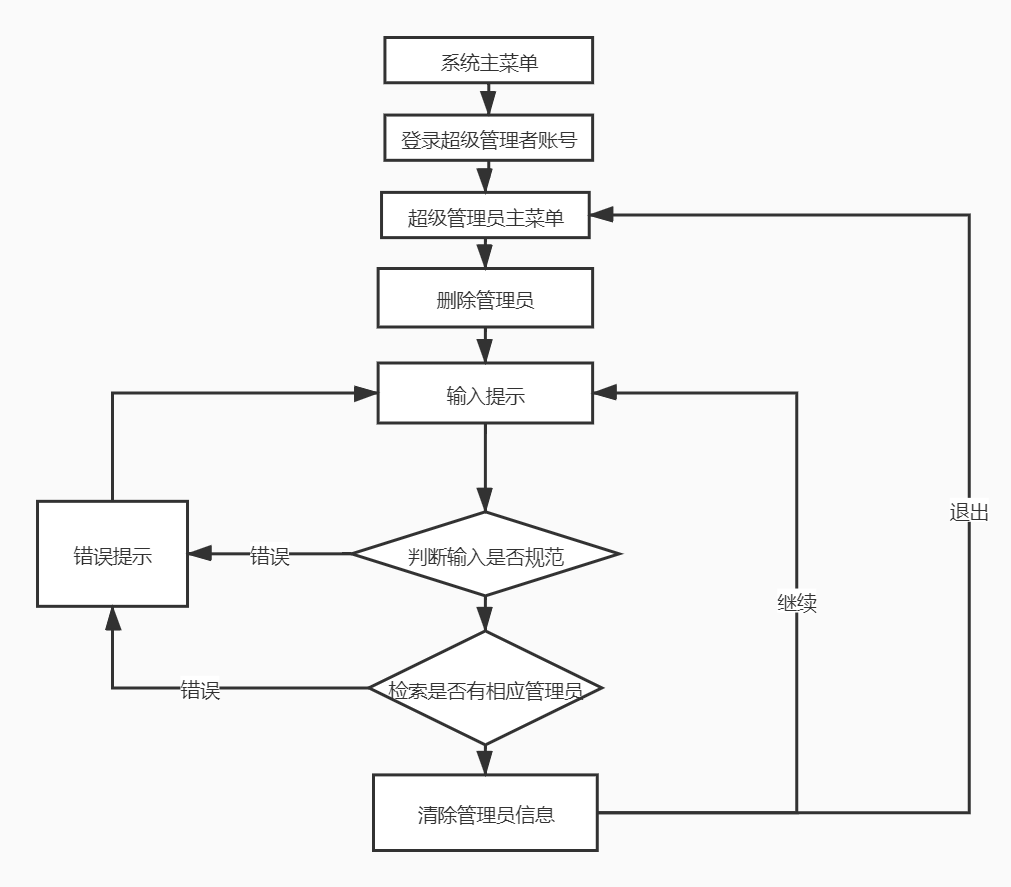 系统主菜单
登录超级管理者账号
超级管理员主菜单
删除管理员
输入提示
退出
错误提示
错误
判断输入是否规范
继续
错误
检索是否有相应管理员
清除管理员信息